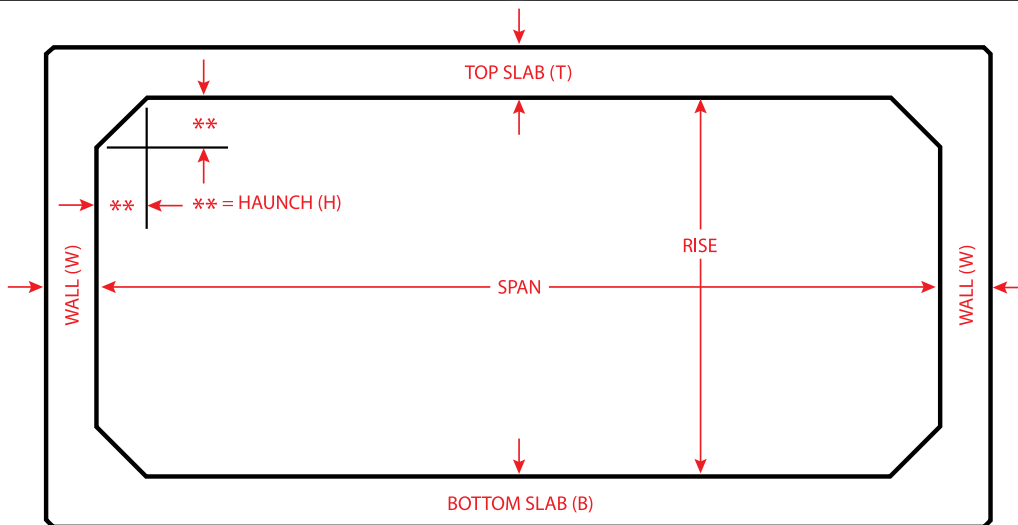 TOP SLAB (T)
**
** ** = HAUNCH (H)
RISE
WALL (W)
SPAN
WALL (W)
BOTTOM SLAB (B)